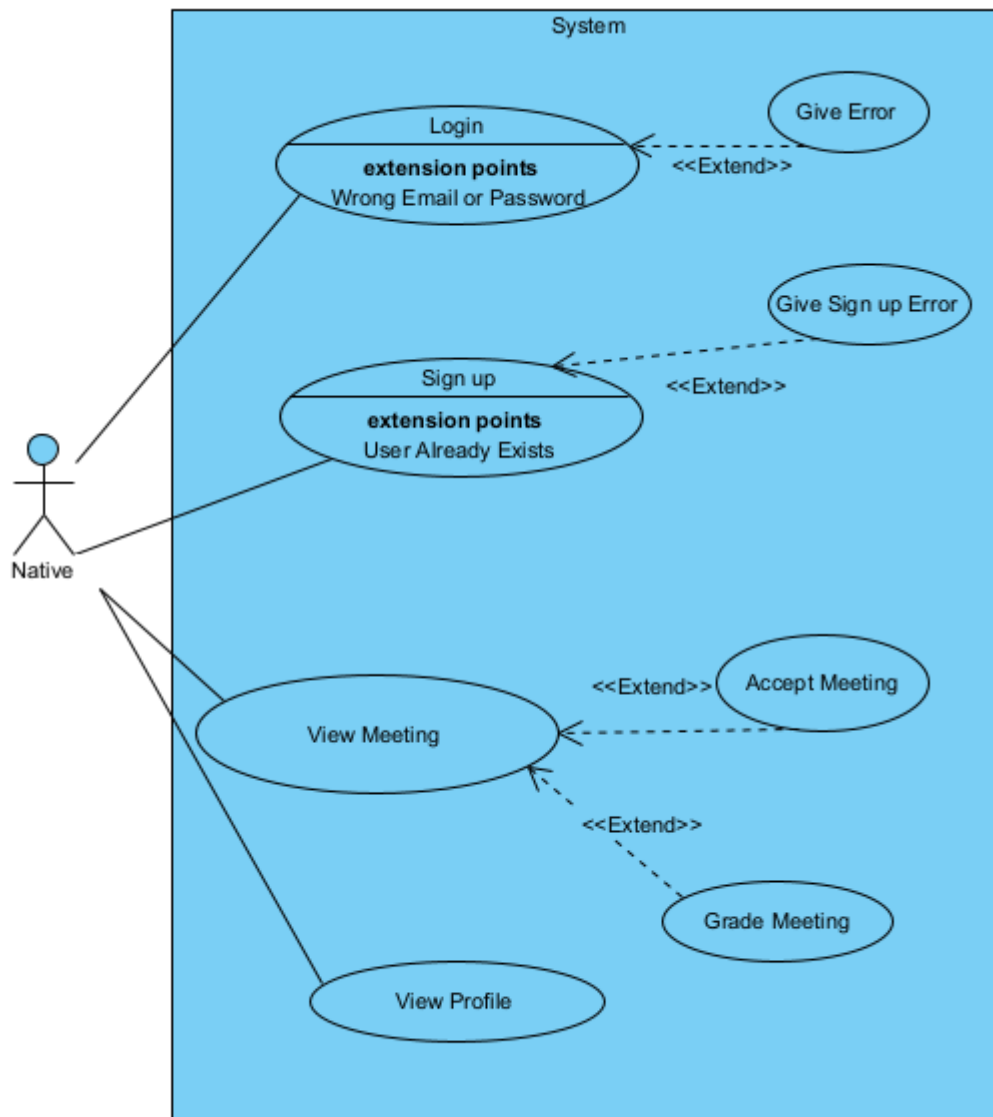 System
Give Error
Login
extension points
Wrong Email or Password
<<Extend>>
Give Sign up Error
Sign up
extension points
User Already Exists
<<Extend>>
Native
View Meeting
<<Extend>>
Accept Meeting
<<Extend>>
Grade Meeting
View Profile